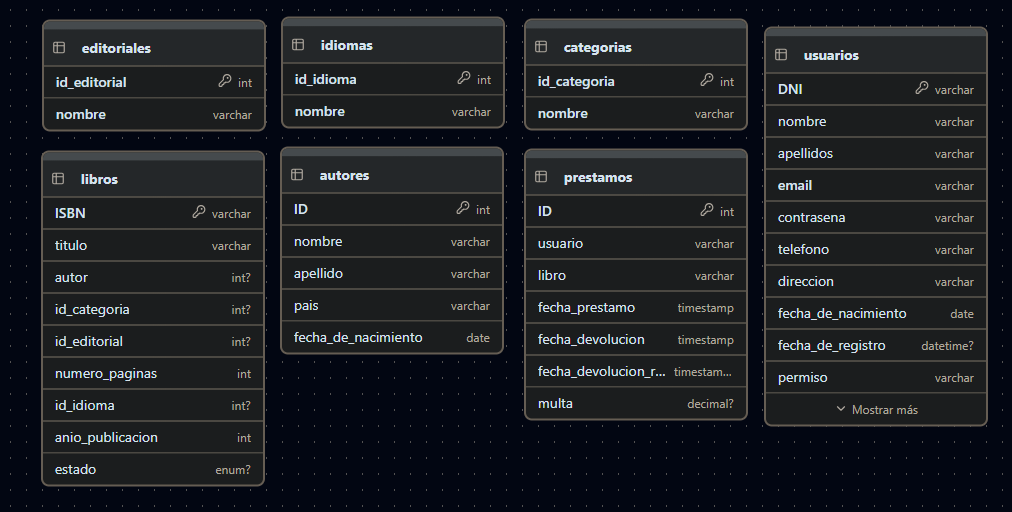 editoriales
id_editorial int
nombre varchar
idiomas
id_idioma int
nombre varchar
categorias
id_categoria int
nombre varchar
usuarios
DNI varchar
nombre varchar
apellidos varchar
email varchar
contrasena varchar
telefono varchar
direccion varchar
fecha_de_nacimiento date
fecha_de_registro datetime?
permiso varchar
Mostrar más
libros
ISBN varchar
titulo varchar
autor int?
id_categoria int?
id_editorial int?
numero_paginas int
id_idioma int?
anio_publicacion int
estado enum?
autores
ID int
nombre varchar
apellido varchar
pais varchar
fecha_de_nacimiento date
prestamos
ID int
usuario varchar
libro varchar
fecha_prestamo timestamp
fecha_devolucion timestamp
fecha_devolucion_r... timestam...
multa decimal?